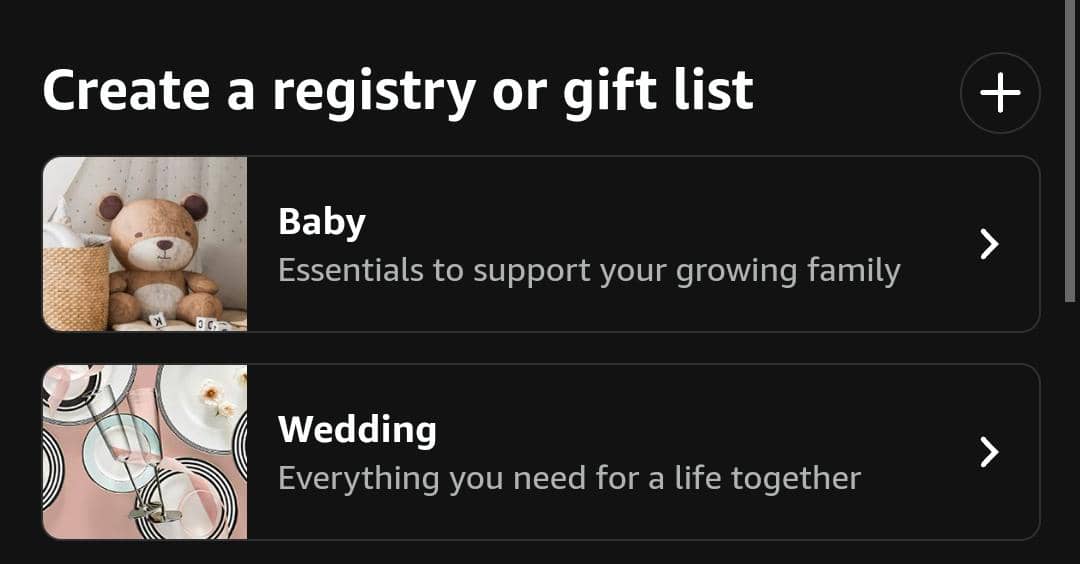 Create a registry or gift list
Baby
Essentials to support your growing family
Wedding
Everything you need for a life together